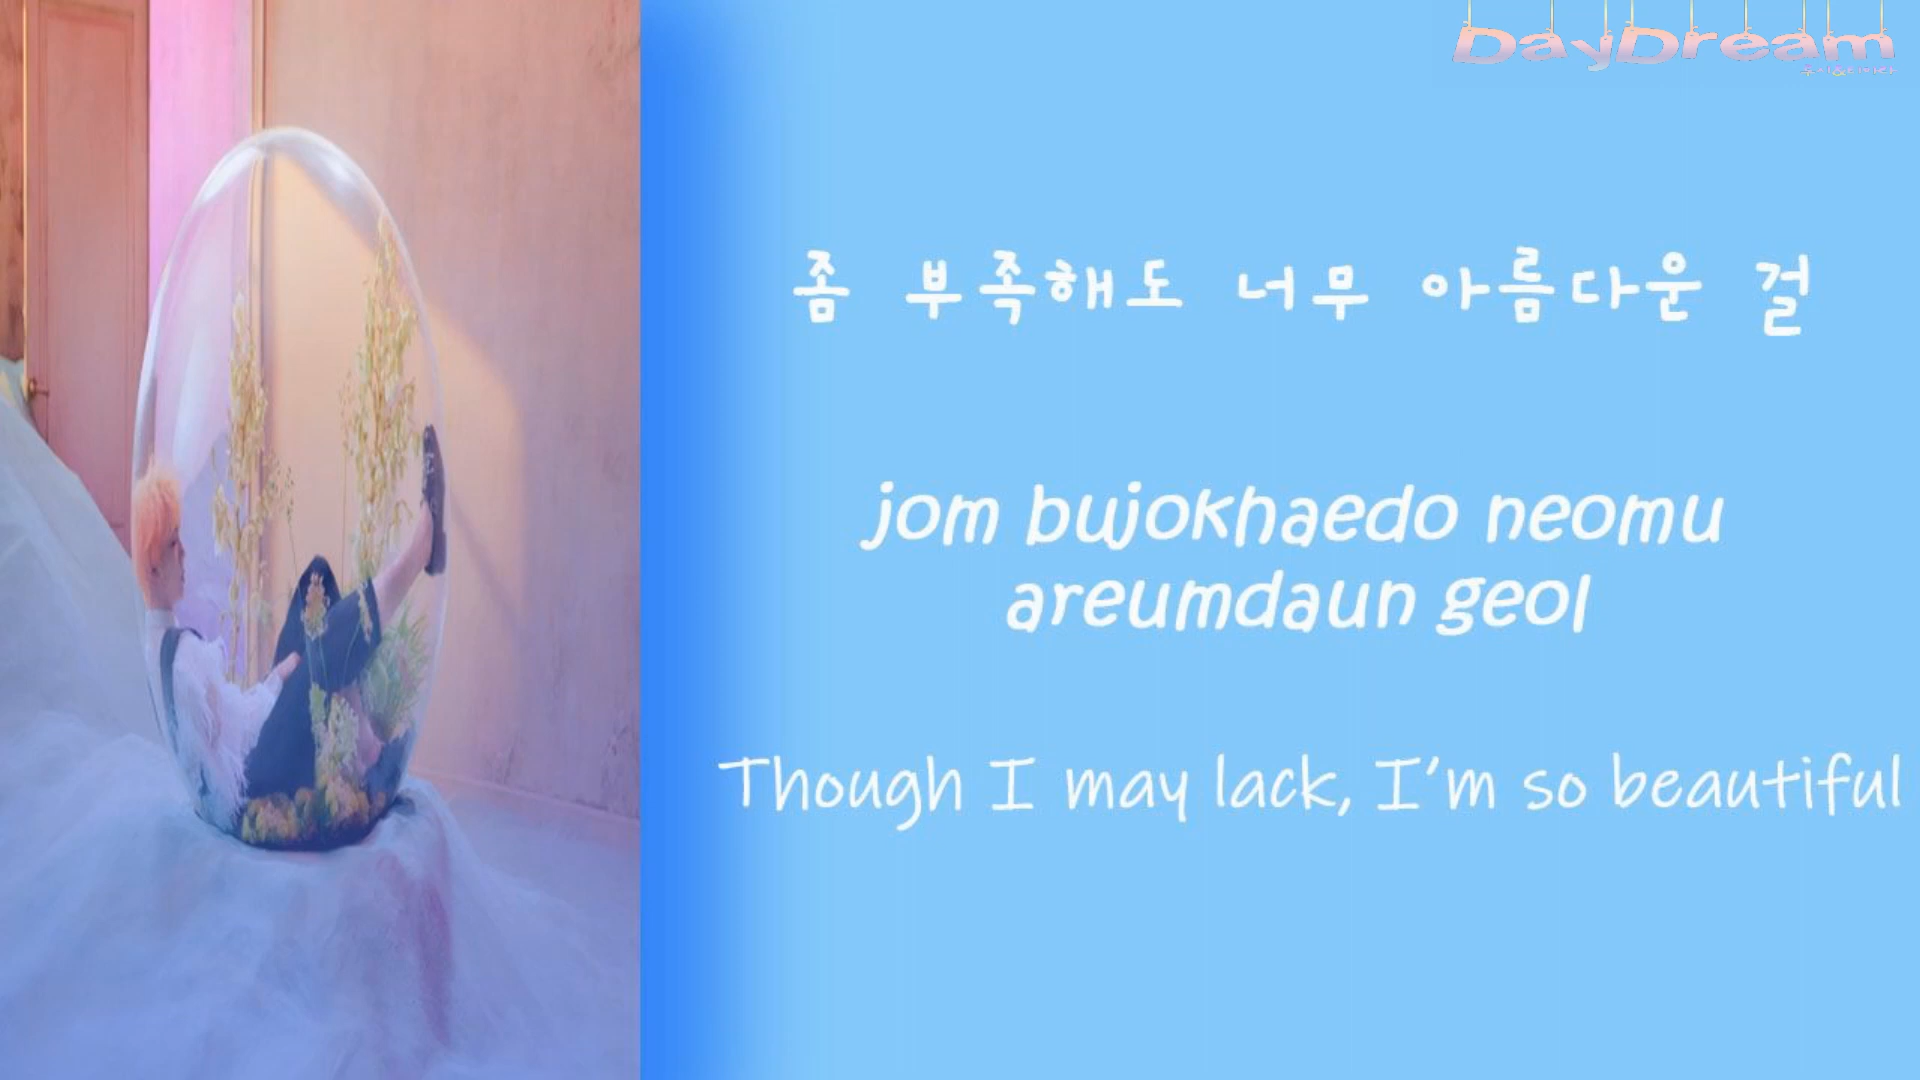 DayDream
좀 부족해도 너무 아름다운 걸
jom bujokhaedo neomu
areumdaun geol
Though I may lack, I'm so beautiful